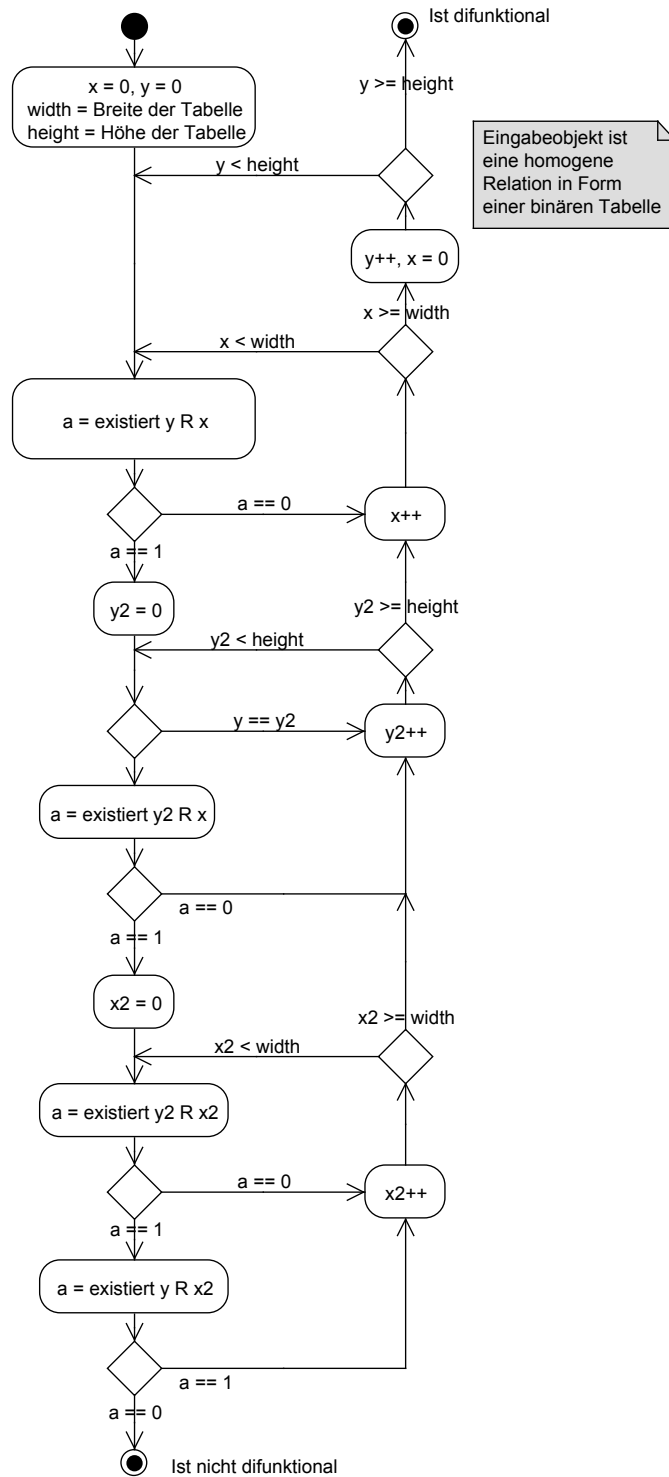 Ist difunktional
x = 0, y = 0
width = Breite der Tabelle
height = Höhe der Tabelle
y >= height
Eingabeobjekt ist
eine homogene
Relation in Form
einer binären Tabelle
y < height
y++, x = 0
x >= width
x < width
a = existiert y R x
a == 0
x++
a == 1
y2 = 0
y2 >= height
y2 < height
y == y2
y2++
a = existiert y2 R x
a == 0
a == 1
x2 = 0
x2 >= width
x2 < width
a = existiert y2 R x2
a == 0
x2++
a == 1
a = existiert y R x2
a == 1
a == 0
Ist nicht difunktional